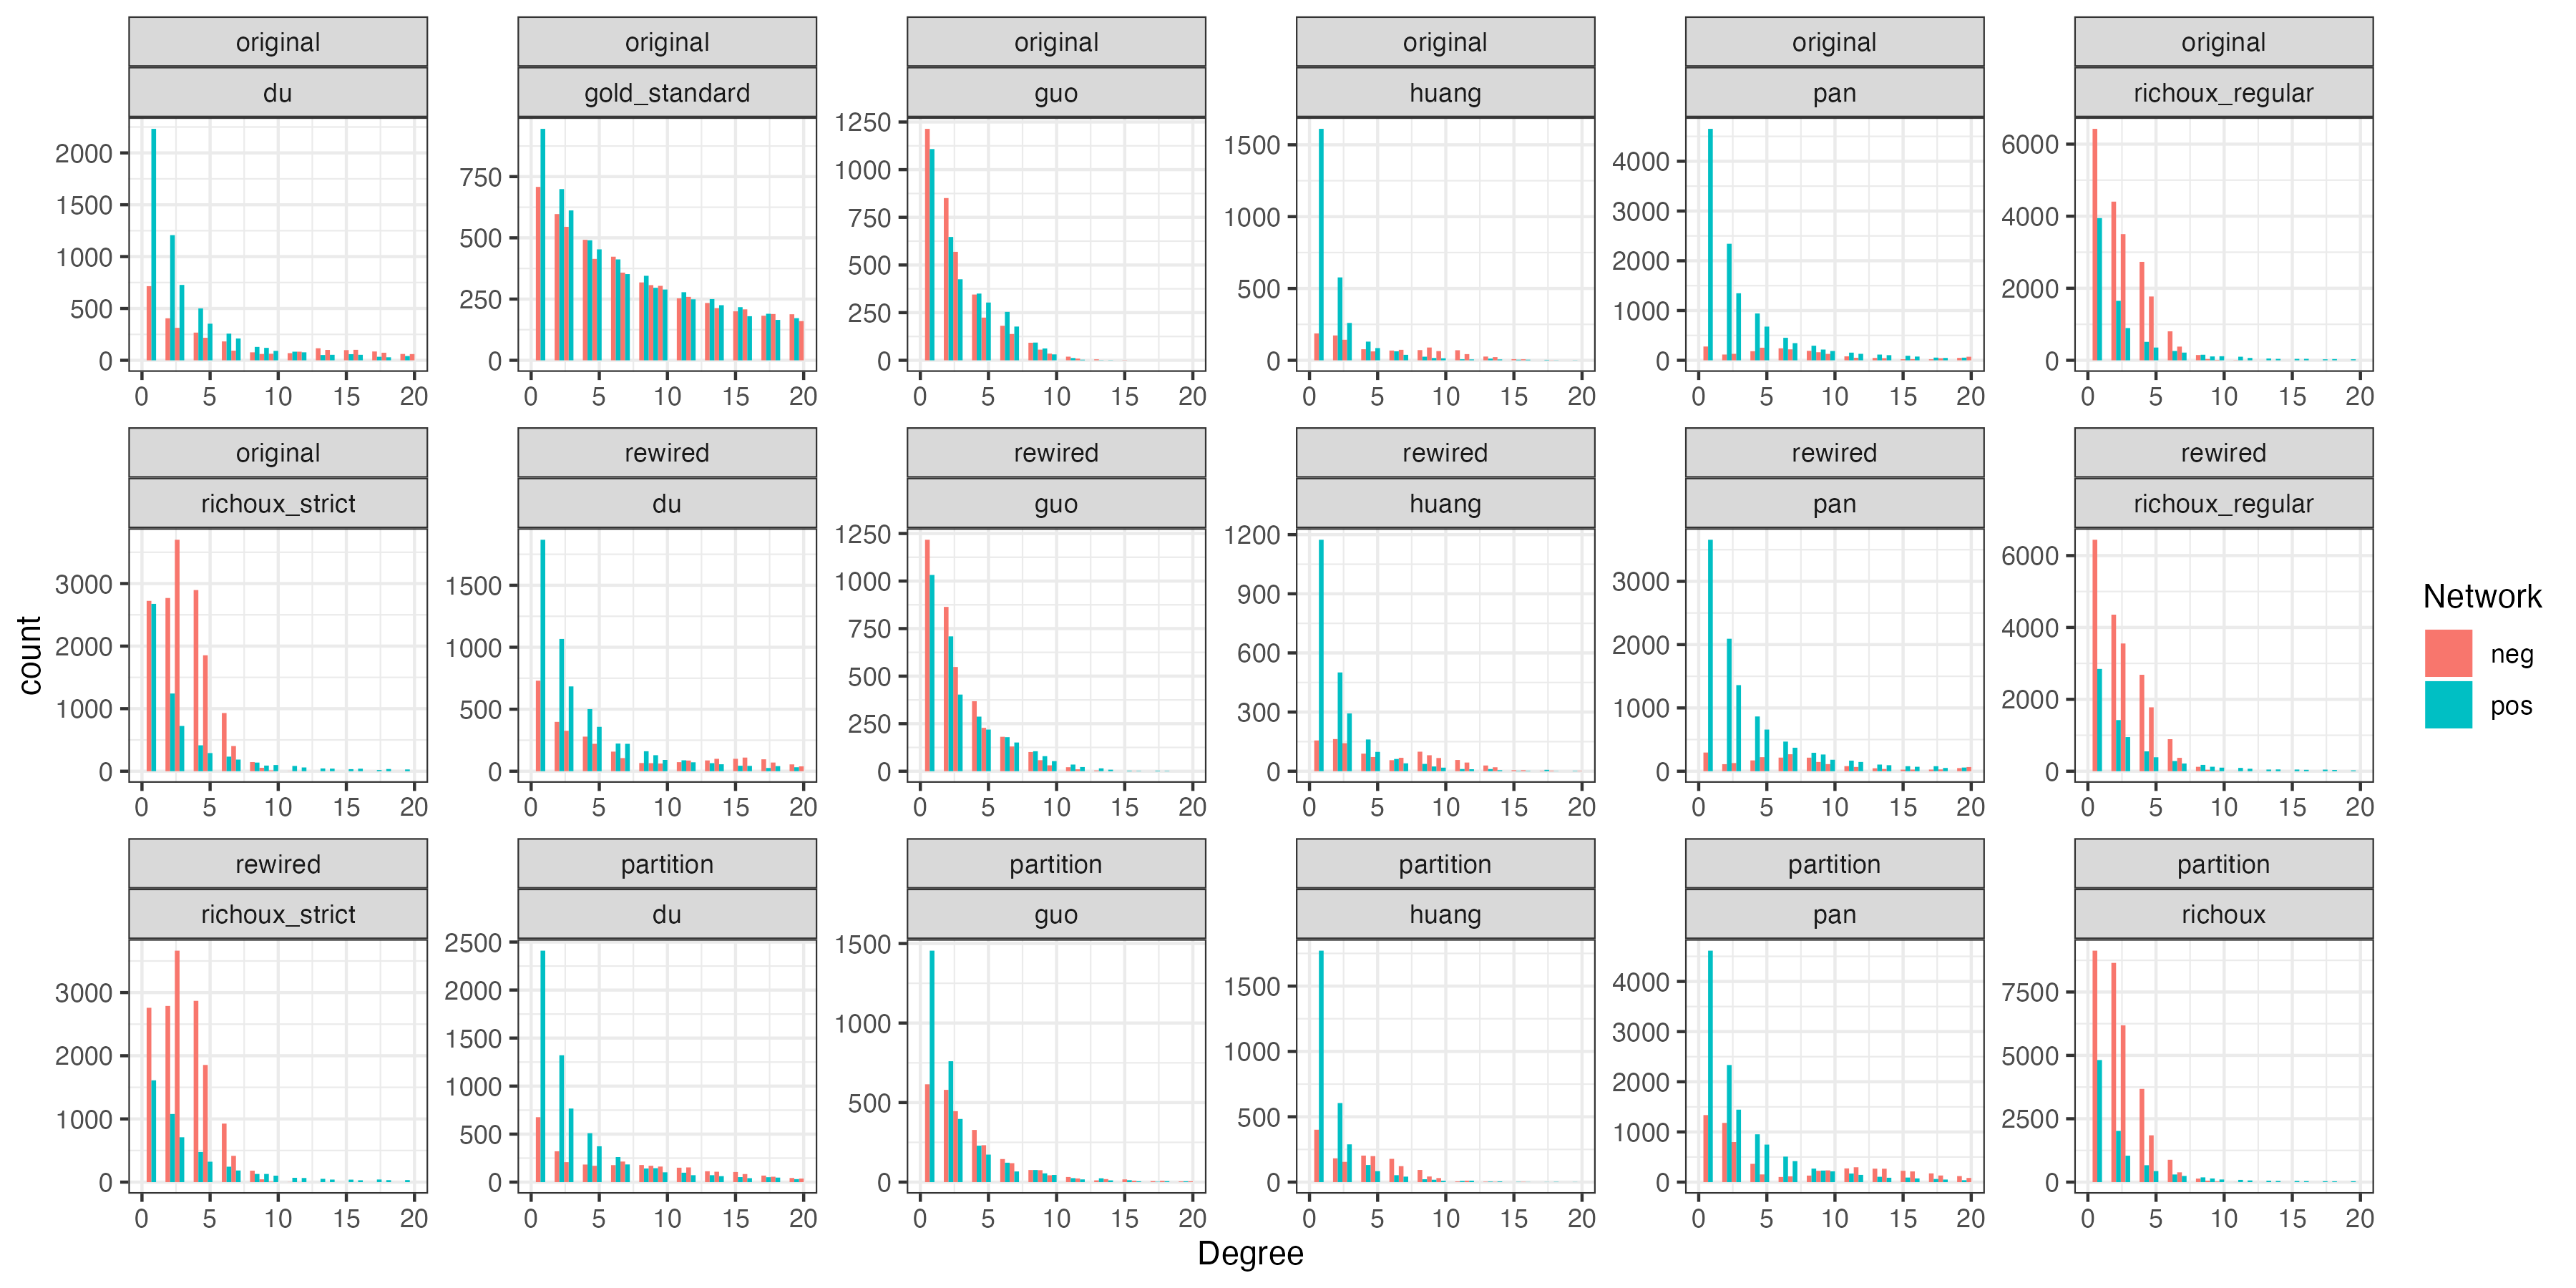 original original original original original original
du gold_standard guo huang pan richoux_regular
2000
1500
1000
500
0
0 5 10 15 20
750
500
250
0
0 5 10 15 20
1250
1000
750
500
250
0
0 5 10 15 20
1500
1000
500
0
0 5 10 15 20
4000
3000
2000
1000
0
0 5 10 15 20
6000
4000
2000
0
0 5 10 15 20
original rewired rewired rewired rewired rewired
richoux_strict du guo huang pan richoux_regular
3000
2000
1000
0
0 5 10 15 20
1500
1000
500
0
0 5 10 15 20
1250
1000
750
500
250
0
0 5 10 15 20
1200
900
600
300
0
0 5 10 15 20
3000
2000
1000
0
0 5 10 15 20
6000
4000
2000
0
0 5 10 15 20
rewired partition partition partition partition partition
richoux_strict du guo huang pan richoux
3000
2000
1000
0
0 5 10 15 20
2500
2000
1500
1000
500
0
0 5 10 15 20
1500
1000
500
0
0 5 10 15 20
1500
1000
500
0
0 5 10 15 20
4000
3000
2000
1000
0
0 5 10 15 20
7500
5000
2500
0
0 5 10 15 20
count
Degree
Network
neg
pos